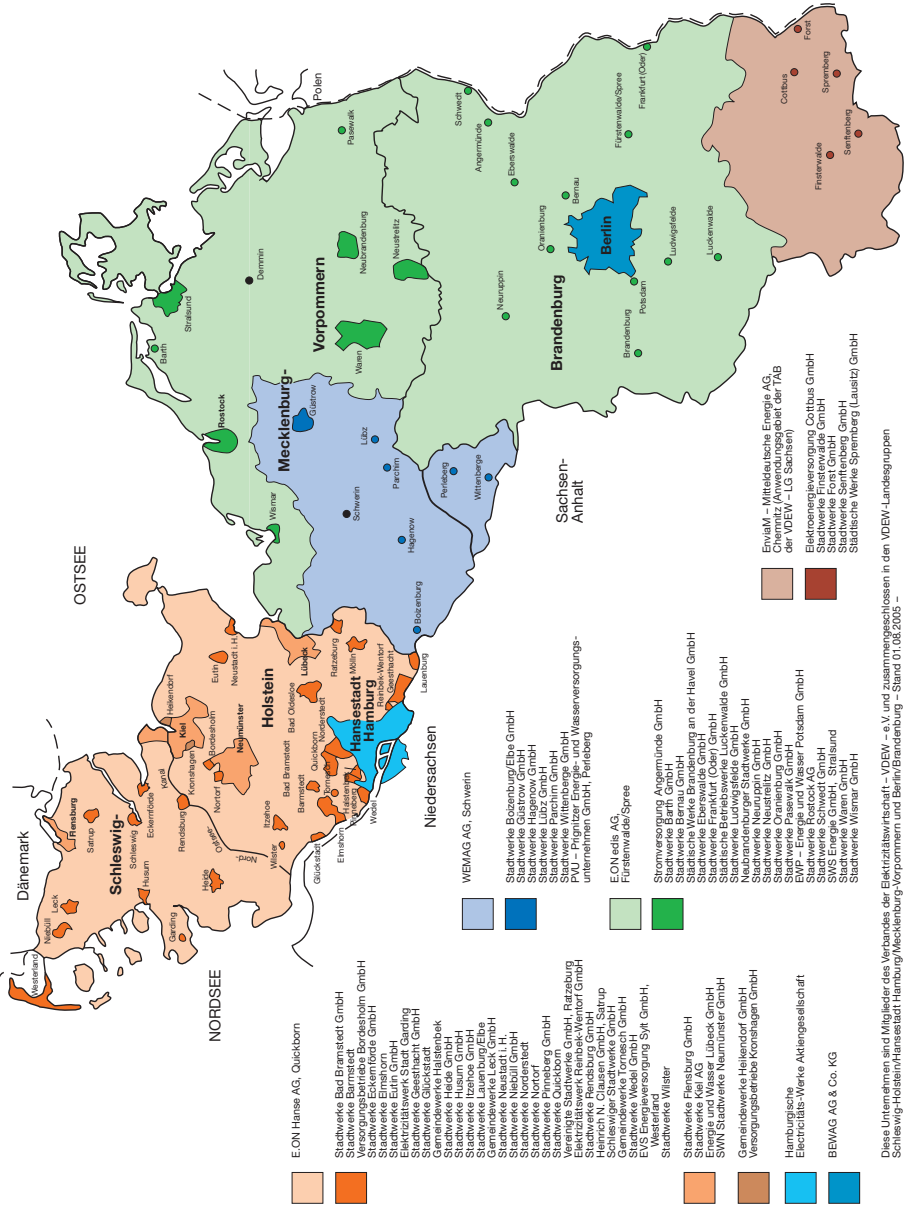 Dänemark
NORDSEE
OSTSEE
Polen
Niedersachsen
Sachsen-
Anhalt
Schleswig-
Holstein
Hansestadt
Hamburg
Mecklenburg-
Vorpommern
Brandenburg
Berlin
Westerland
Niebüll
Leck
Flensburg
Satrup
Schleswig
Husum
Garding
Eckernförde
Rendsburg
Heide
Nord-
Ostsee-
Kanal
Kronshagen
Kiel
Heikendorf
Bordesholm
Nortorf
Neumünster
Eutin
Neustadt i.H.
Itzehoe
Wilster
Glückstadt
Bad Bramstedt
Barmstedt
Quickborn
Elmshorn
Tornesch
Halstenbek
Pinneberg
Wedel
Norderstedt
Bad Oldesloe
Lübeck
Ratzeburg
Mölln
Reinbek-Wentorf
Geesthacht
Lauenburg
Boizenburg
Hagenow
Schwerin
Parchim
Lübz
Güstrow
Wismar
Rostock
Barth
Stralsund
Demmin
Waren
Neubrandenburg
Neustrelitz
Pasewalk
Perleberg
Wittenberge
Schwedt
Angermünde
Eberswalde
Neuruppin
Oranienburg
Bernau
Brandenburg
Potsdam
Ludwigsfelde
Luckenwalde
Fürstenwalde/Spree
Frankfurt (Oder)
Cottbus
Forst
Spremberg
Senftenberg
Finsterwalde
E.ON Hanse AG, Quickborn
Stadtwerke Bad Bramstedt GmbH
Stadtwerke Barmstedt
Versorgungsbetriebe Bordesholm GmbH
Stadtwerke Eckernförde GmbH
Stadtwerke Elmshorn
Stadtwerke Eutin GmbH
Elektrizitätswerk Stadt Garding
Stadtwerke Geesthacht GmbH
Stadtwerke Glückstadt
Gemeindewerke Halstenbek
Stadtwerke Heide GmbH
Stadtwerke Husum GmbH
Stadtwerke Itzehoe GmbH
Stadtwerke Lauenburg/Elbe
Gemeindewerke Leck GmbH
Stadtwerke Neustadt i. H.
Stadtwerke Niebüll GmbH
Stadtwerke Norderstedt
Stadtwerke Nortorf
Stadtwerke Pinneberg GmbH
Stadtwerke Quickborn
Vereinigte Stadtwerke GmbH, Ratzeburg
Elektrizitätswerk Reinbek-Wentorf GmbH
Stadtwerke Rendsburg GmbH
Heinrich N. Clausen GmbH, Satrup
Schleswiger Stadtwerke GmbH
Gemeindewerke Tornesch GmbH
Stadtwerke Wedel GmbH
EVS Energieversorgung Sylt GmbH,
Westerland
Stadtwerke Wilster
Stadtwerke Flensburg GmbH
Stadtwerke Kiel AG
Energie und Wasser Lübeck GmbH
SWN Stadtwerke Neumünster GmbH
Gemeindewerke Heikendorf GmbH
Versorgungsbetriebe Kronshagen GmbH
Hamburgische
Electricitäts-Werke Aktiengesellschaft
BEWAG AG & Co. KG
WEMAG AG, Schwerin
Stadtwerke Boizenburg/Elbe GmbH
Stadtwerke Güstrow GmbH
Stadtwerke Hagenow GmbH
Stadtwerke Lübz GmbH
Stadtwerke Parchim GmbH
Stadtwerke Wittenberge GmbH
PVU – Prignitzer Energie- und Wasserversorgungs-
unternehmen GmbH, Perleberg
E.ON edis AG,
Fürstenwalde/Spree
Stromversorgung Angermünde GmbH
Stadtwerke Barth GmbH
Stadtwerke Bernau GmbH
Städtische Werke Brandenburg an der Havel GmbH
Stadtwerke Eberswalde GmbH
Stadtwerke Frankfurt (Oder) GmbH
Städtische Betriebswerke Luckenwalde GmbH
Stadtwerke Ludwigsfelde GmbH
Neubrandenburger Stadtwerke GmbH
Stadtwerke Neuruppin GmbH
Stadtwerke Neustrelitz GmbH
Stadtwerke Oranienburg GmbH
Stadtwerke Pasewalk GmbH
EWP – Energie und Wasser Potsdam GmbH
Stadtwerke Rostock AG
Stadtwerke Schwedt GmbH
SWS Energie GmbH, Stralsund
Stadtwerke Waren GmbH
Stadtwerke Wismar GmbH
EnviaM – Mitteldeutsche Energie AG,
Chemnitz (Anwendungsgebiet der TAB
der VDEW – LG Sachsen)
Elektroenergieversorgung Cottbus GmbH
Stadtwerke Finsterwalde GmbH
Stadtwerke Forst GmbH
Stadtwerke Senftenberg GmbH
Städtische Werke Spremberg (Lausitz) GmbH
Diese Unternehmen sind Mitglieder des Verbandes der Elektrizitätswirtschaft – VDEW – e.V. und zusammengeschlossen in den VDEW-Landesgruppen
Schleswig-Holstein/Hansestadt Hamburg/Mecklenburg-Vorpommern und Berlin/Brandenburg – Stand 01.08.2005 –